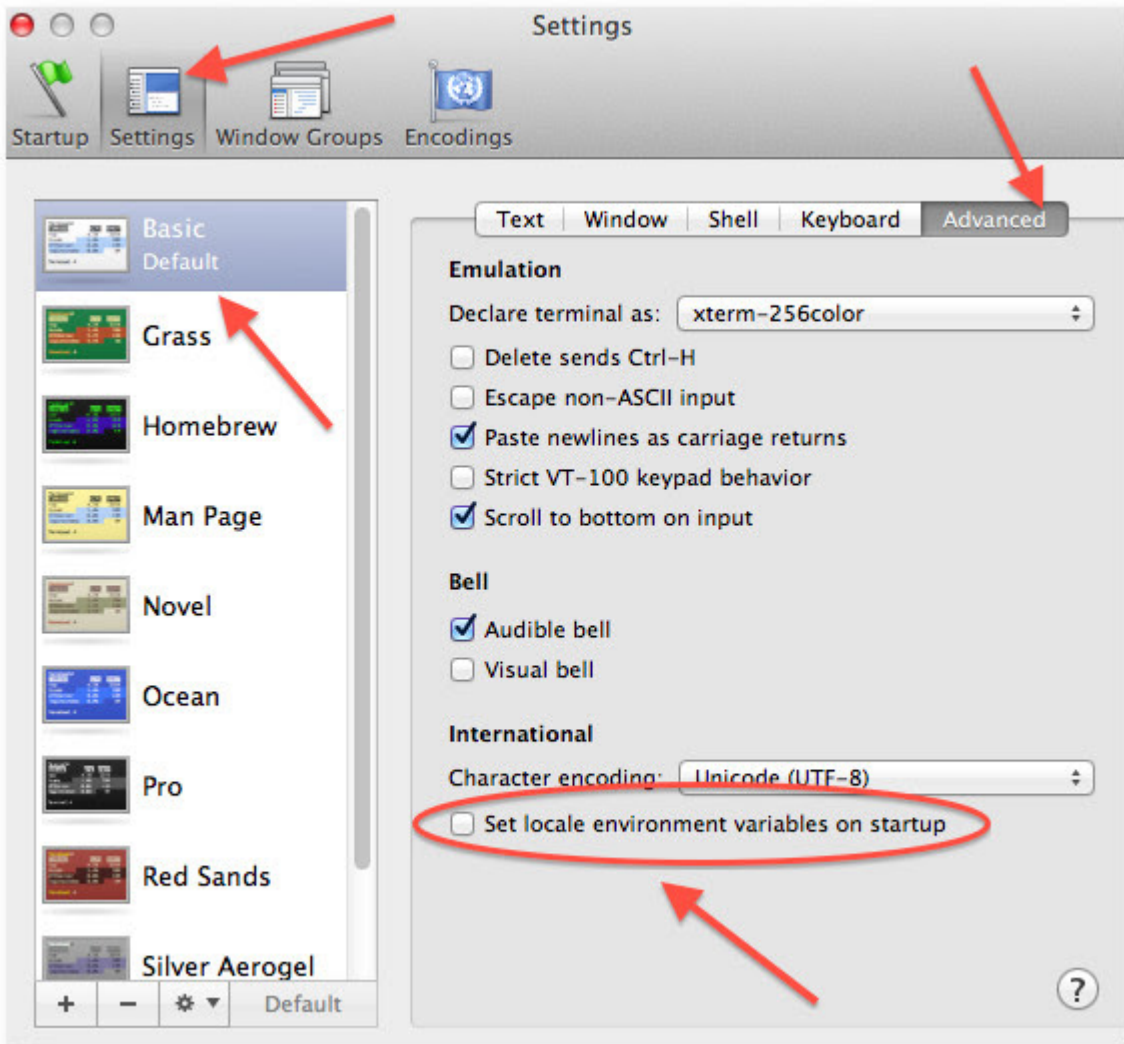 Settings
Startup Settings Window Groups Encodings
Basic
Default
Grass
Homebrew
Man Page
Novel
Ocean
Pro
Red Sands
Silver Aerogel
+ − Default
Text Window Shell Keyboard Advanced
Emulation
Declare terminal as: xterm-256color
Delete sends Ctrl-H
Escape non-ASCII input
Paste newlines as carriage returns
Strict VT-100 keypad behavior
Scroll to bottom on input
Bell
Audible bell
Visual bell
International
Character encoding: Unicode (UTF-8)
Set locale environment variables on startup
?